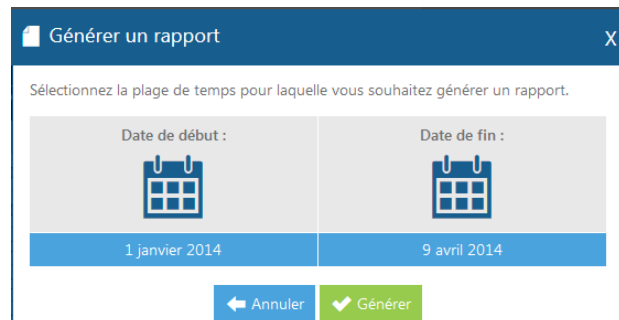 Générer un rapport
X
Sélectionnez la plage de temps pour laquelle vous souhaitez générer un rapport.
Date de début :
Date de fin :
1 janvier 2014
9 avril 2014
Annuler
Générer